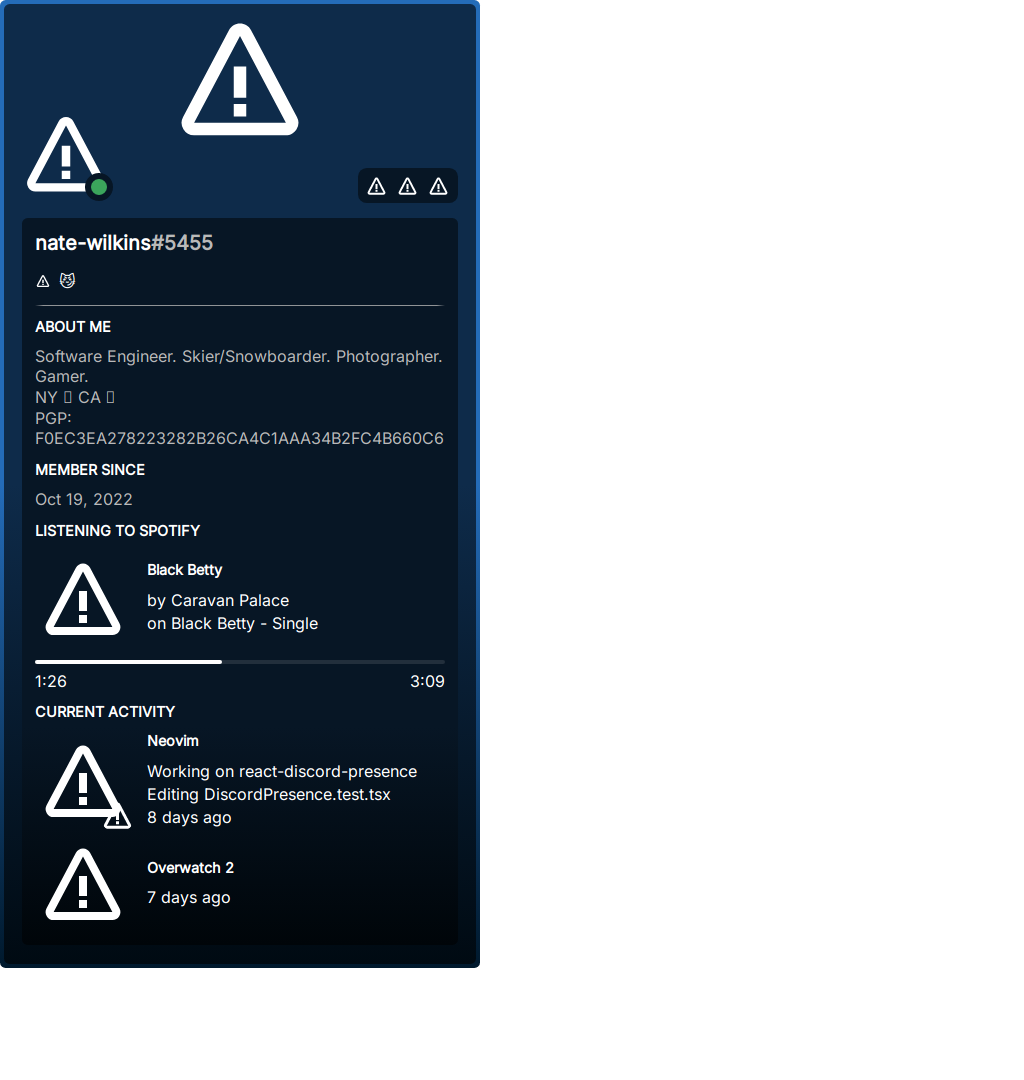 nate-wilkins#5455
😼
ABOUT ME
Software Engineer. Skier/Snowboarder. Photographer.
Gamer.
NY ▯ CA ▯
PGP:
F0EC3EA278223282B26CA4C1AAA34B2FC4B660C6
MEMBER SINCE
Oct 19, 2022
LISTENING TO SPOTIFY
Black Betty
by Caravan Palace
on Black Betty - Single
1:26 3:09
CURRENT ACTIVITY
Neovim
Working on react-discord-presence
Editing DiscordPresence.test.tsx
8 days ago
Overwatch 2
7 days ago